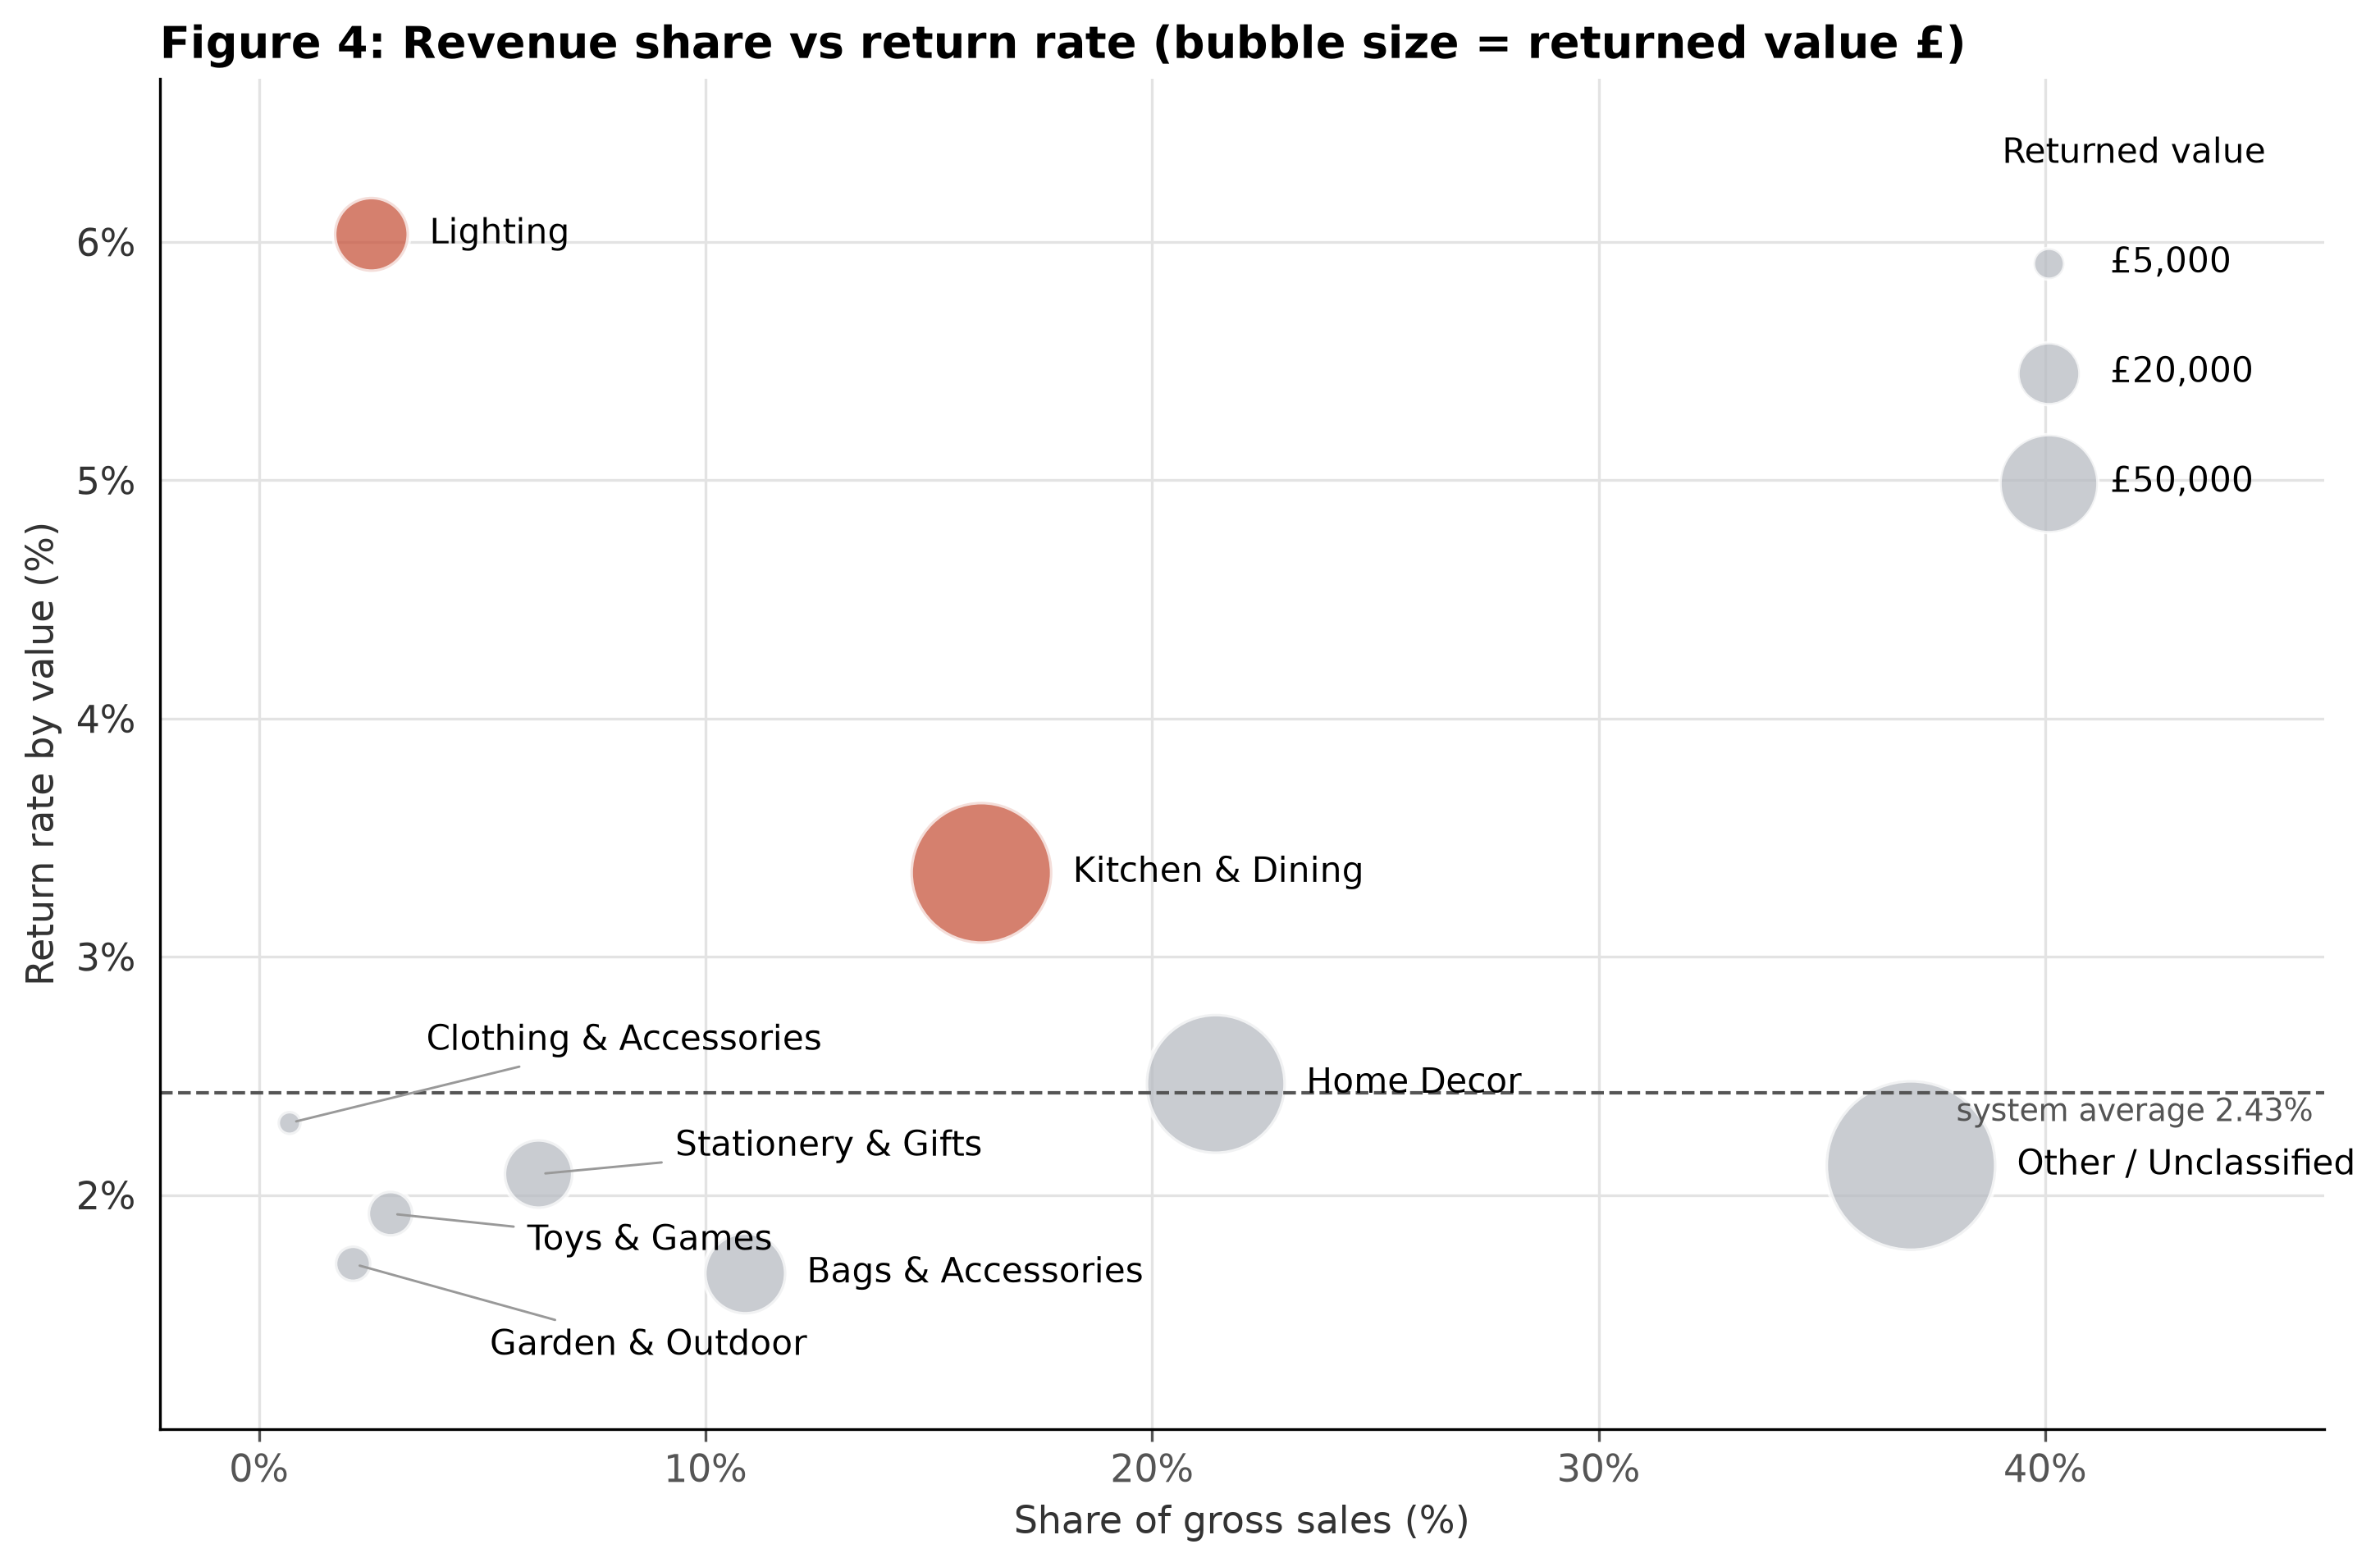 Figure 4: Revenue share vs return rate (bubble size = returned value £)
Returned value
6%
Lighting
£5,000
£20,000
5%
£50,000
4%
Return rate by value (%)
Kitchen & Dining
3%
Clothing & Accessories
Home Decor
system average 2.43%
Stationery & Gifts
Other / Unclassified
2%
Toys & Games
Bags & Accessories
Garden & Outdoor
0%
10%
20%
30%
40%
Share of gross sales (%)